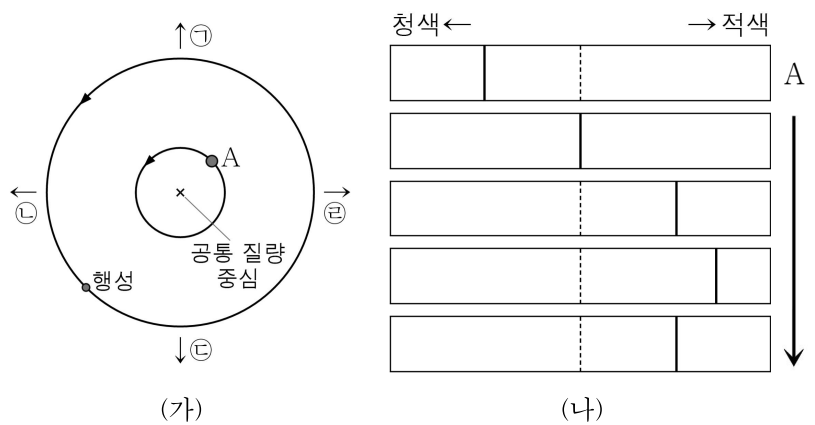 ↑㉠
A
←
㉡
→
㉣
공통 질량
중심
행성
↓㉢
(가)
청색←
→ 적색
A
(나)